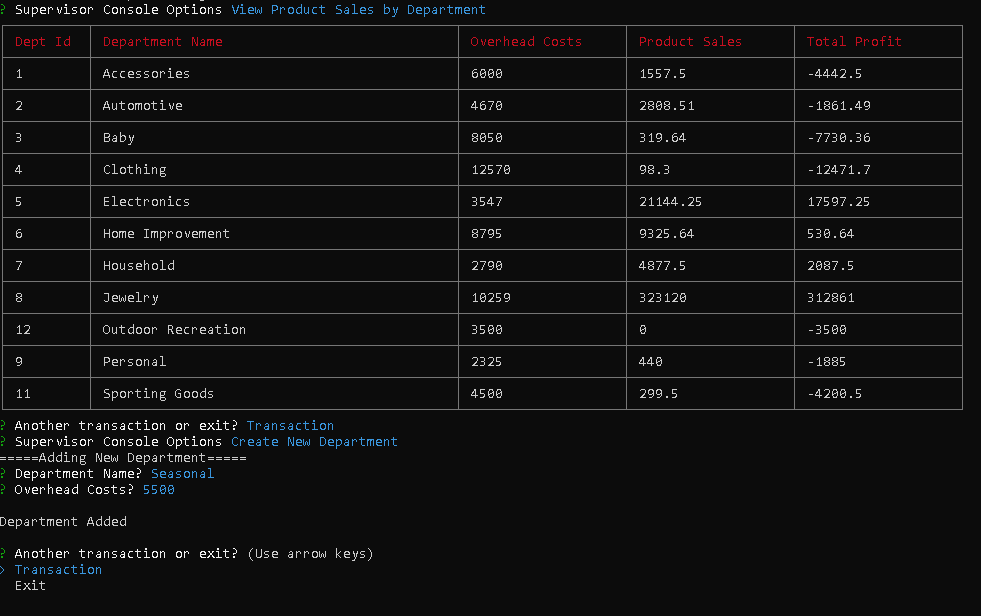 ? Supervisor Console Options View Product Sales by Department
Dept Id Department Name Overhead Costs Product Sales Total Profit
1 Accessories 6000 1557.5 -4442.5
2 Automotive 4670 2808.51 -1861.49
3 Baby 8050 319.64 -7730.36
4 Clothing 12570 98.3 -12471.7
5 Electronics 3547 21144.25 17597.25
6 Home Improvement 8795 9325.64 530.64
7 Household 2790 4877.5 2087.5
8 Jewelry 10259 323120 312861
12 Outdoor Recreation 3500 0 -3500
9 Personal 2325 440 -1885
11 Sporting Goods 4500 299.5 -4200.5
? Another transaction or exit? Transaction
? Supervisor Console Options Create New Department
=====Adding New Department=====
? Department Name? Seasonal
? Overhead Costs? 5500
Department Added
? Another transaction or exit? (Use arrow keys)
> Transaction
Exit